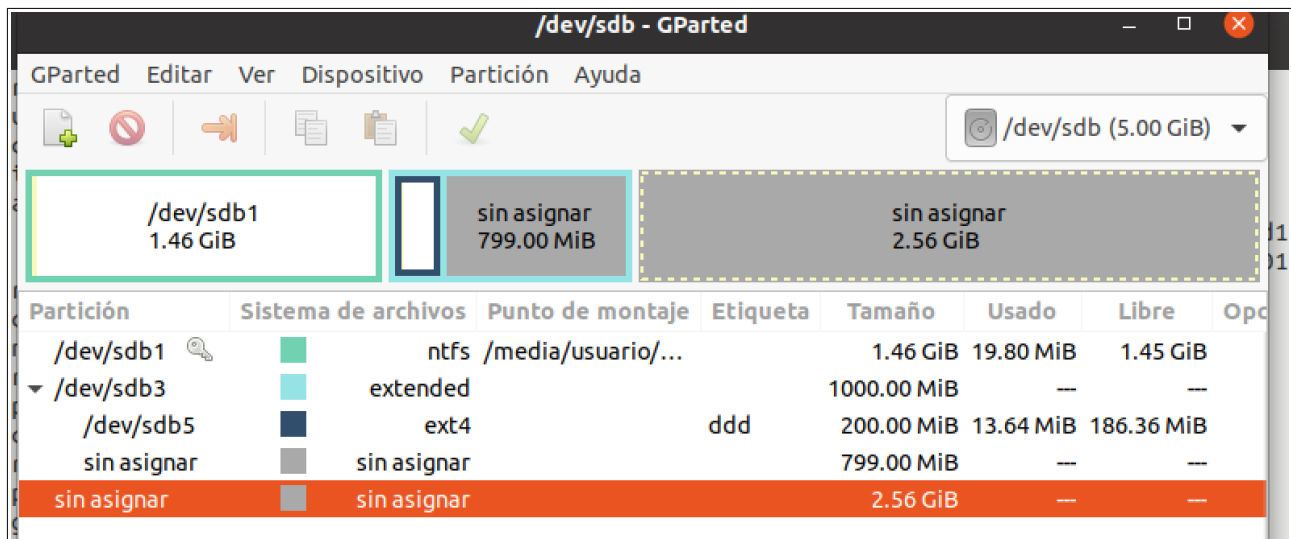 /dev/sdb - GParted
GParted Editar Ver Dispositivo Partición Ayuda
/dev/sdb (5.00 GiB)
/dev/sdb1
1.46 GiB
sin asignar
799.00 MiB
sin asignar
2.56 GiB
Partición Sistema de archivos Punto de montaje Etiqueta Tamaño Usado Libre Opc
/dev/sdb1 ntfs /media/usuario/... 1.46 GiB 19.80 MiB 1.45 GiB
/dev/sdb3 extended 1000.00 MiB --- ---
/dev/sdb5 ext4 ddd 200.00 MiB 13.64 MiB 186.36 MiB
sin asignar sin asignar 799.00 MiB --- ---
sin asignar sin asignar 2.56 GiB --- ---